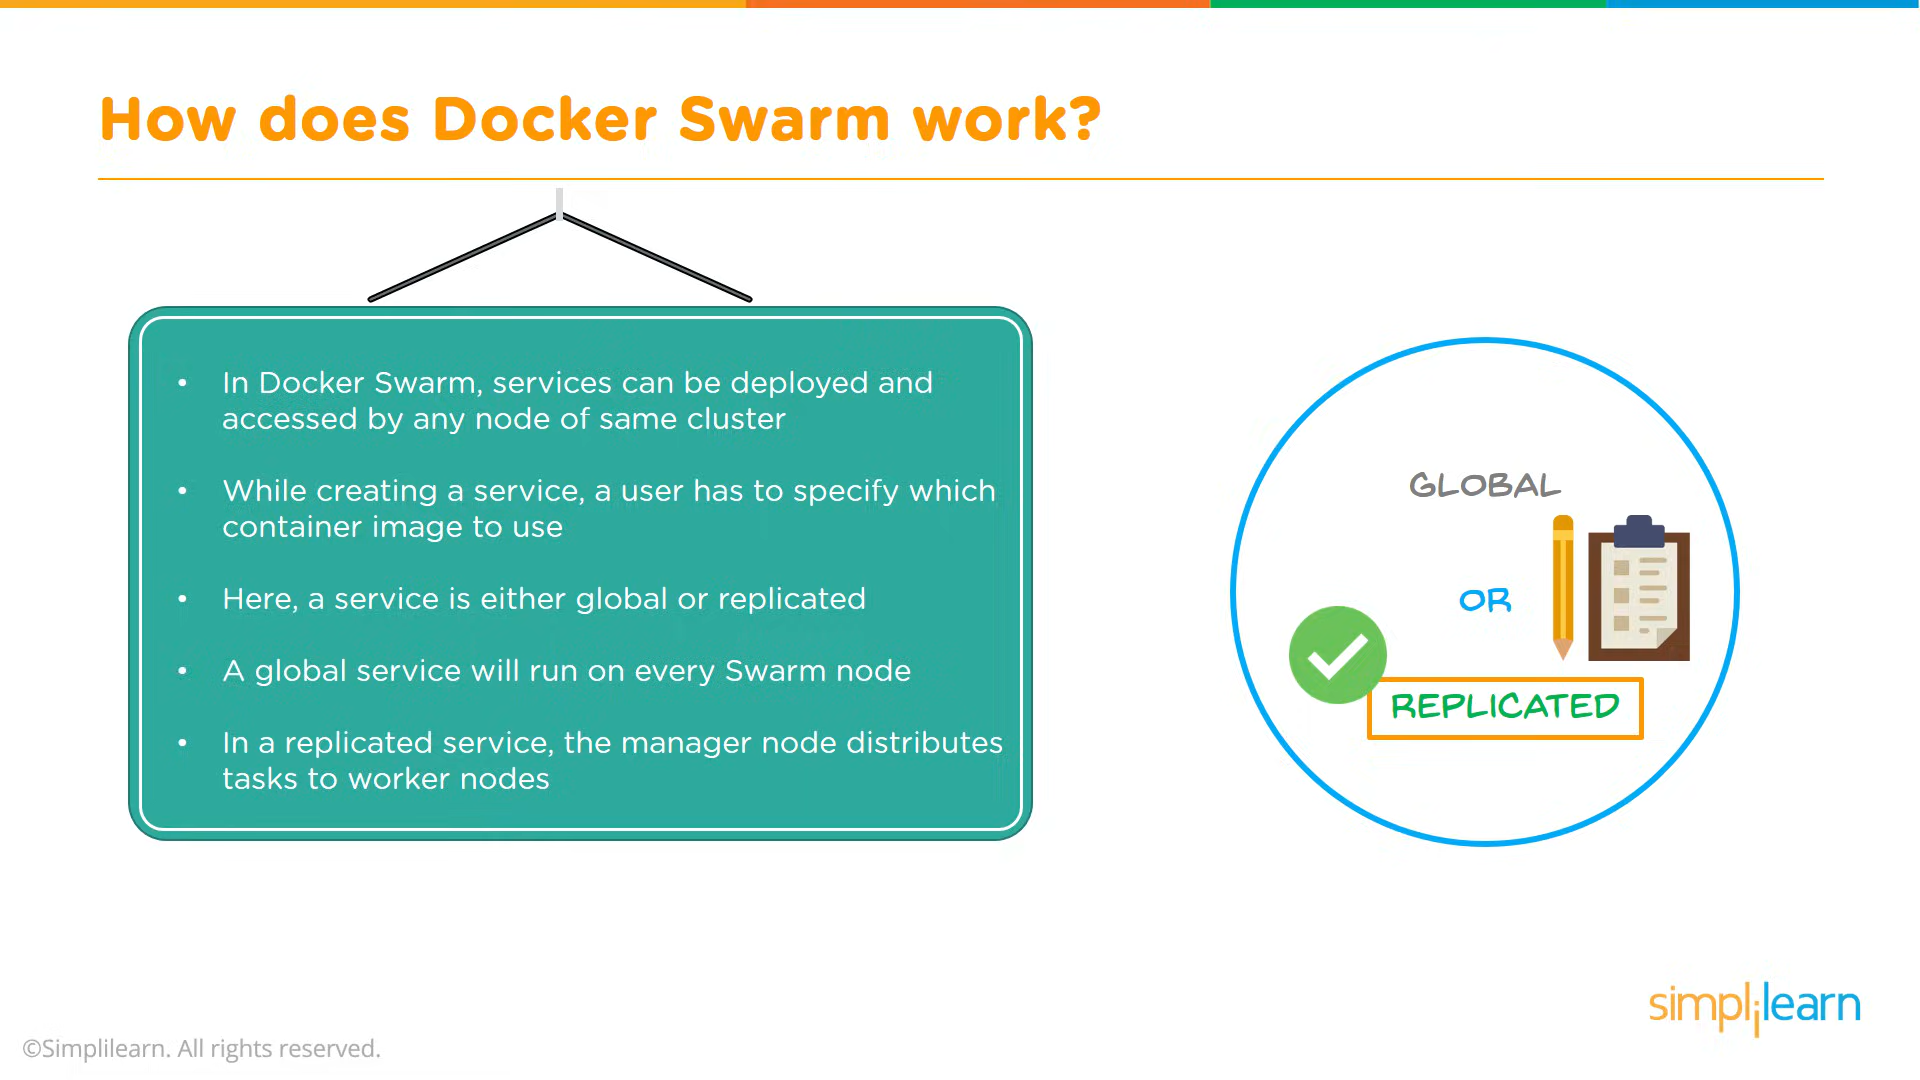 How does Docker Swarm work?
• In Docker Swarm, services can be deployed and
accessed by any node of same cluster
• While creating a service, a user has to specify which
container image to use
• Here, a service is either global or replicated
• A global service will run on every Swarm node
• In a replicated service, the manager node distributes
tasks to worker nodes
GLOBAL
OR
REPLICATED
simplilearn
©Simplilearn. All rights reserved.